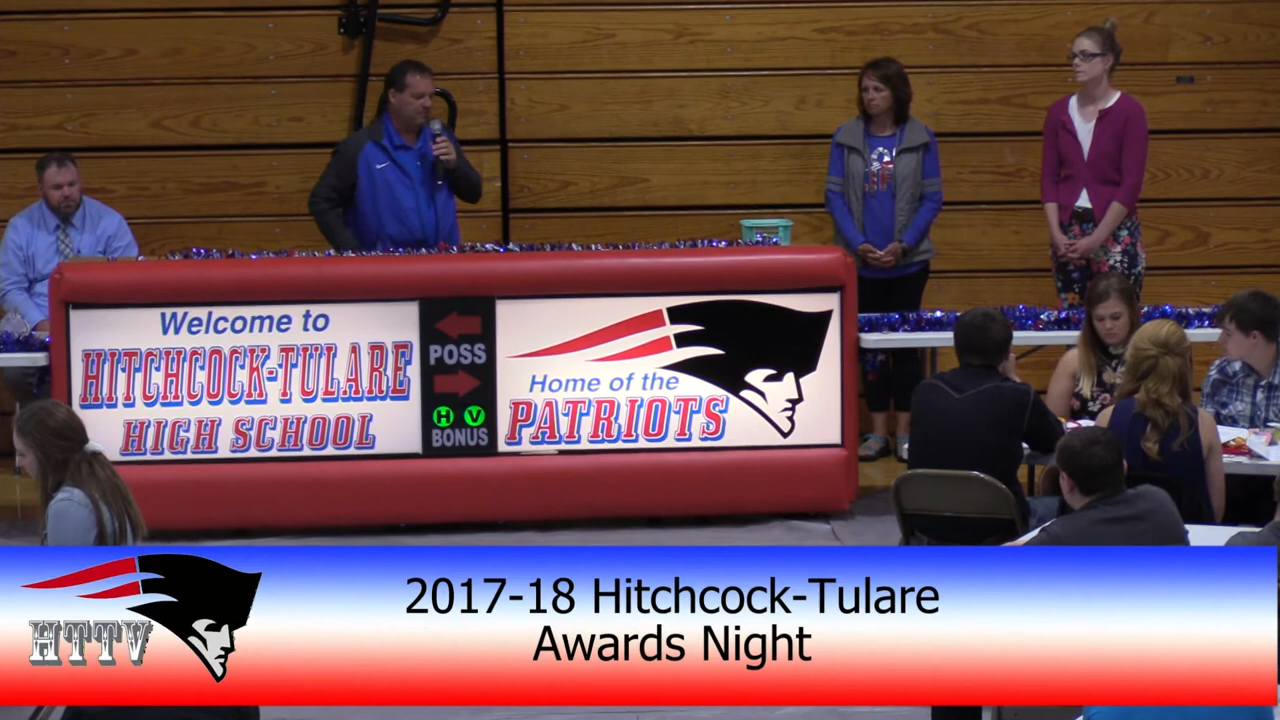 Welcome to
HITCHCOCK-TULARE
HIGH SCHOOL
POSS
H V
BONUS
Home of the
PATRIOTS
HTTV
2017-18 Hitchcock-Tulare
Awards Night